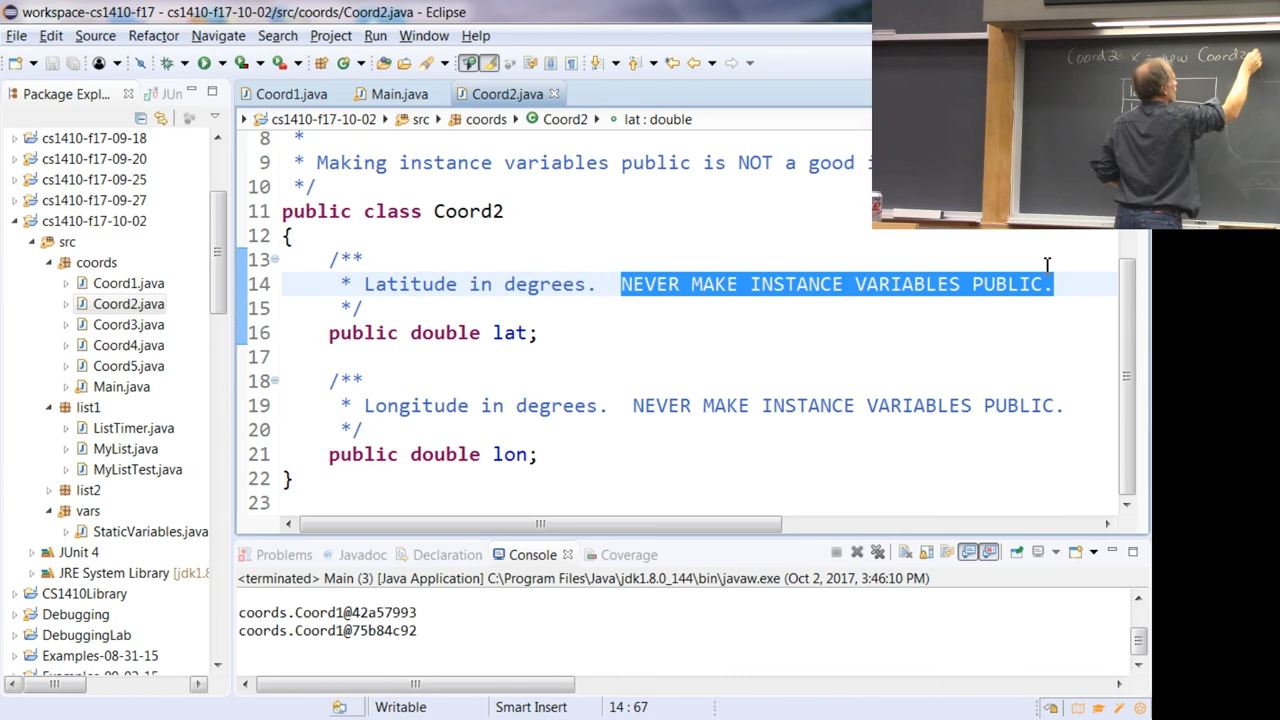 workspace-cs1410-f17 - cs1410-f17-10-02/src/coords/Coord2.java - Eclipse
File Edit Source Refactor Navigate Search Project Run Window Help
Package Expl... JUn
Coord1.java Main.java Coord2.java
cs1410-f17-10-02 src coords Coord2 lat : double
cs1410-f17-09-18
cs1410-f17-09-20
cs1410-f17-09-25
cs1410-f17-09-27
cs1410-f17-10-02
src
coords
Coord1.java
Coord2.java
Coord3.java
Coord4.java
Coord5.java
Main.java
list1
ListTimer.java
MyList.java
MyListTest.java
list2
vars
StaticVariables.java
JUnit 4
JRE System Library [jdk1.8
CS1410Library
Debugging
DebuggingLab
Examples-08-31-15
8 *
9 * Making instance variables public is NOT a good
10 */
11 public class Coord2
12 {
13 /**
14 * Latitude in degrees. NEVER MAKE INSTANCE VARIABLES PUBLIC.
15 */
16 public double lat;
17
18 /**
19 * Longitude in degrees. NEVER MAKE INSTANCE VARIABLES PUBLIC.
20 */
21 public double lon;
22 }
23
Problems Javadoc Declaration Console Coverage
<terminated> Main (3) [Java Application] C:\Program Files\Java\jdk1.8.0_144\bin\javaw.exe (Oct 2, 2017, 3:46:10 PM)
coords.Coord1@42a57993
coords.Coord1@75b84c92
Writable Smart Insert 14 : 67
Coord2 x = new Coord2